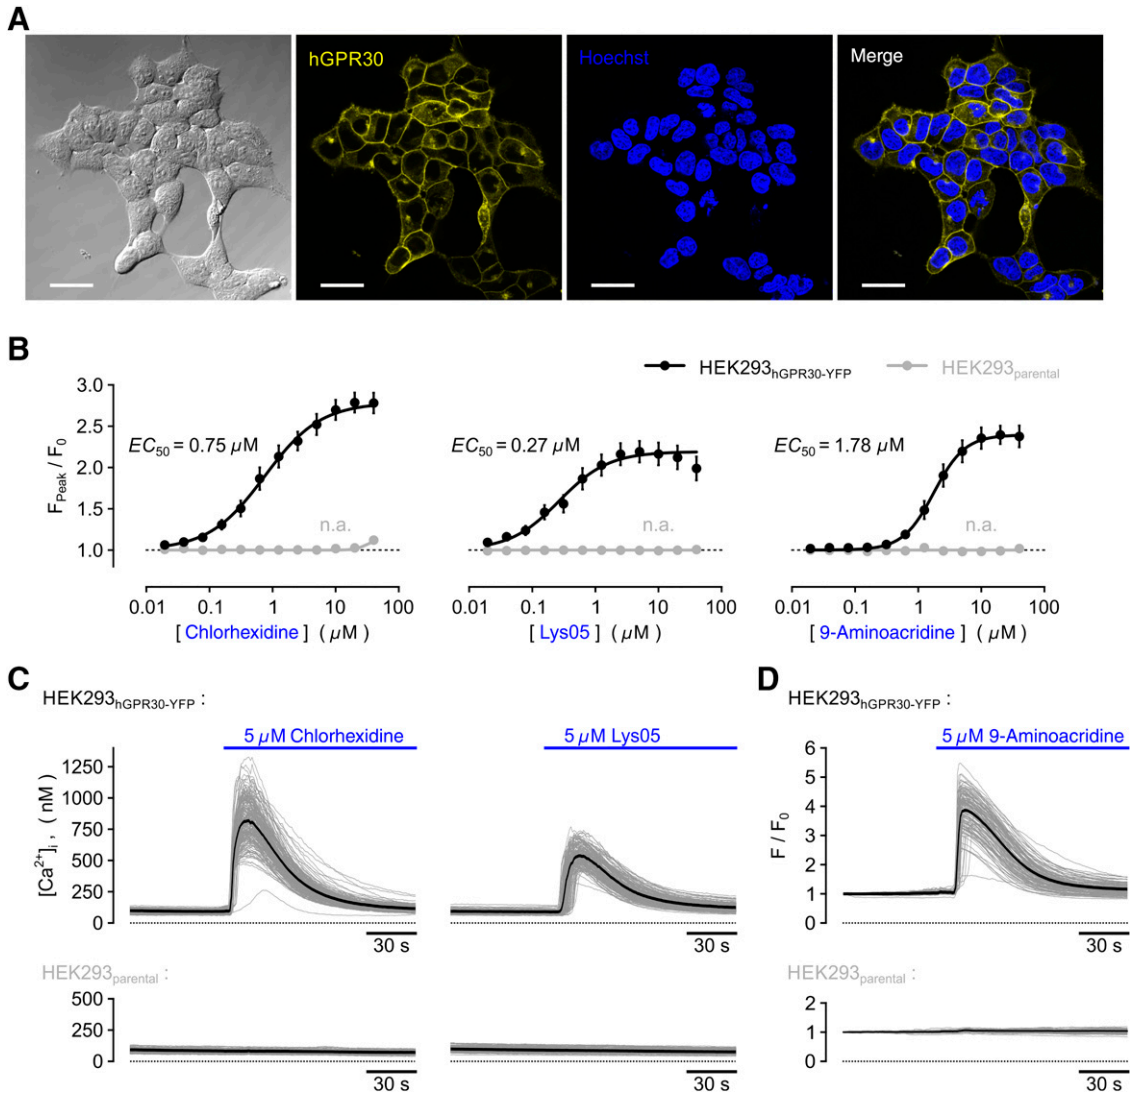 A
hGPR30
Hoechst
Merge
B
HEK293hGPR30-YFP
HEK293parental
FPeak / F0
3.0
2.5
2.0
1.5
1.0
EC50 = 0.75 µM
EC50 = 0.27 µM
EC50 = 1.78 µM
n.a.
n.a.
n.a.
0.01 0.1 1 10 100
0.01 0.1 1 10 100
0.01 0.1 1 10 100
[ Chlorhexidine ] ( µM )
[ Lys05 ] ( µM )
[ 9-Aminoacridine ] ( µM )
C
HEK293hGPR30-YFP :
5 µM Chlorhexidine
5 µM Lys05
[Ca2+]i , ( nM )
1250
1000
750
500
250
0
30 s
30 s
HEK293parental :
500
250
0
30 s
30 s
D
HEK293hGPR30-YFP :
5 µM 9-Aminoacridine
F / F0
6
5
4
3
2
1
0
30 s
HEK293parental :
2
1
0
30 s